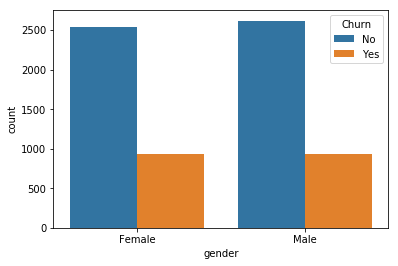 Churn
No
Yes
2500
2000
1500
1000
500
0
count
Female
Male
gender